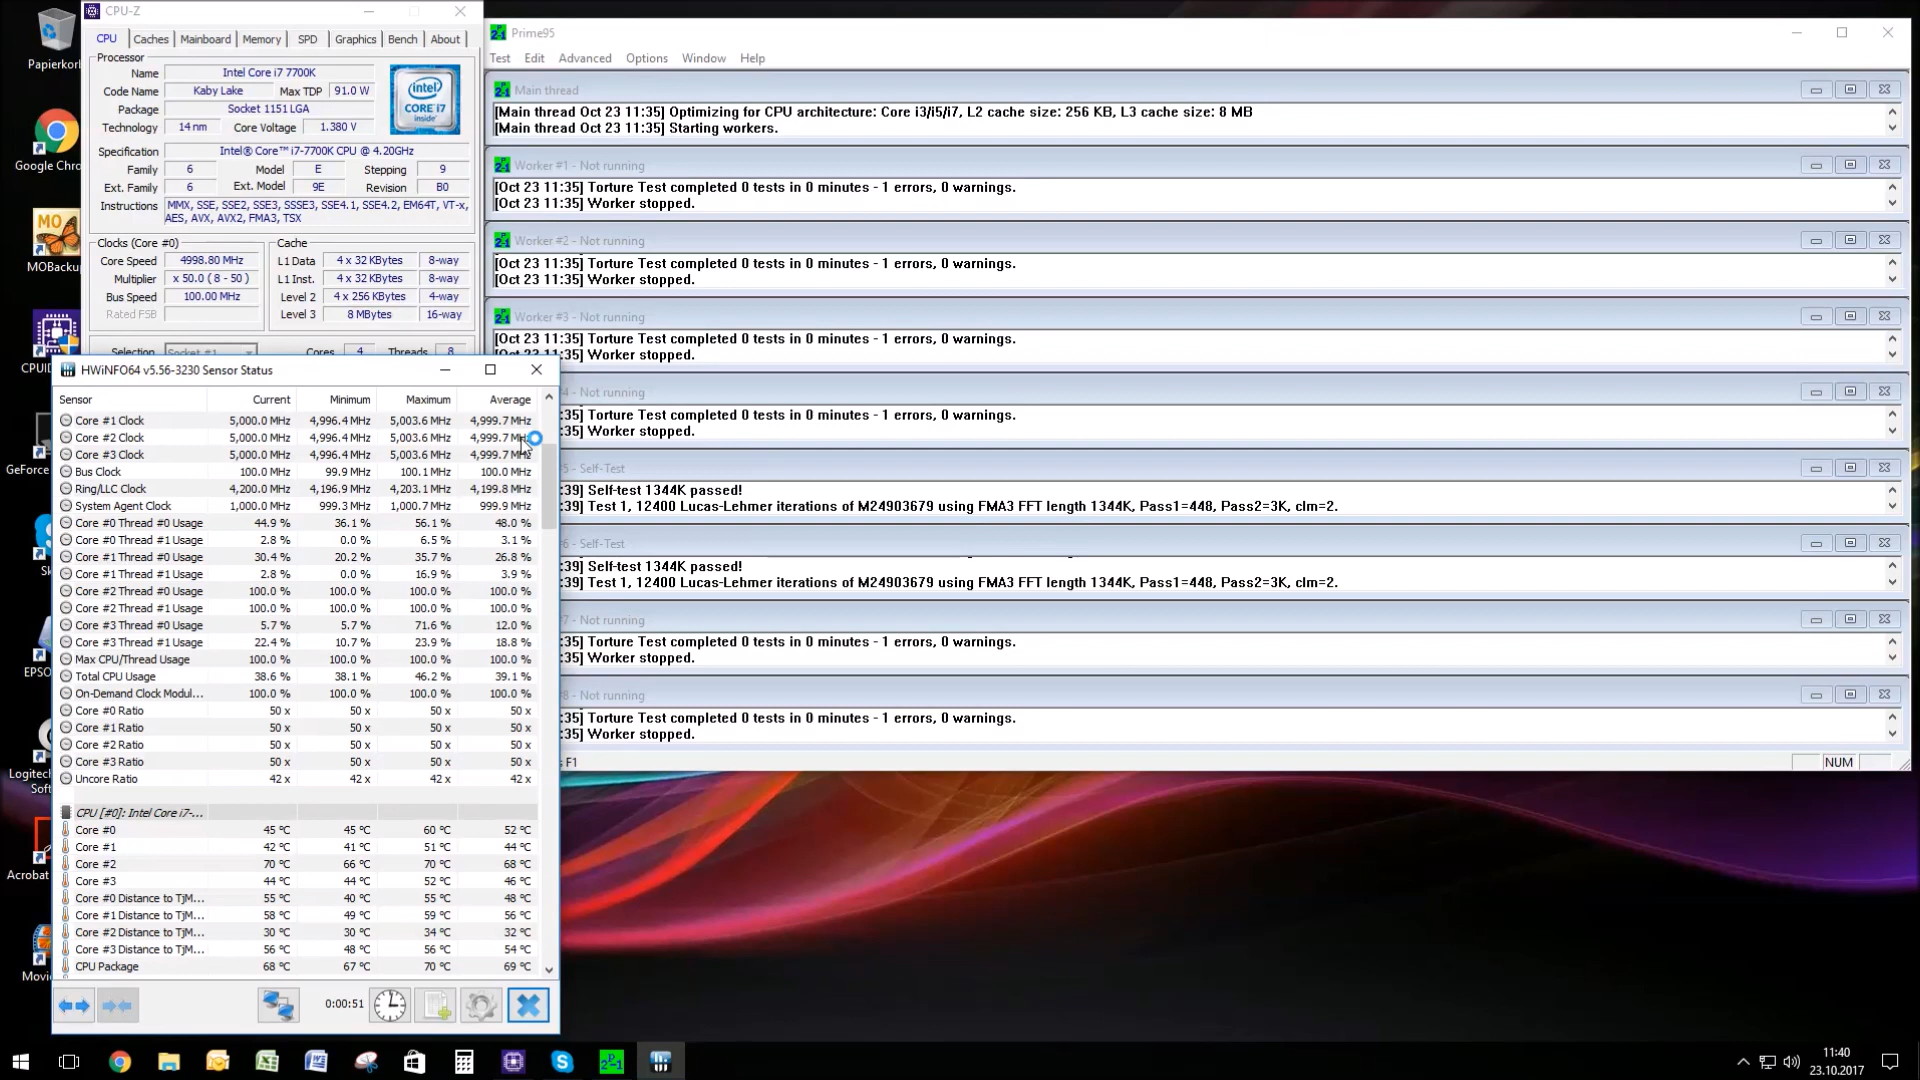 CPU-Z
CPU Caches Mainboard Memory SPD Graphics Bench About
Processor
Name Intel Core i7 7700K
Code Name Kaby Lake Max TDP 91.0 W
Package Socket 1151 LGA
Technology 14 nm Core Voltage 1.380 V
intel CORE i7 inside
Specification Intel® Core™ i7-7700K CPU @ 4.20GHz
Family 6 Model E Stepping 9
Ext. Family 6 Ext. Model 9E Revision B0
Instructions MMX, SSE, SSE2, SSE3, SSSE3, SSE4.1, SSE4.2, EM64T, VT-x,
AES, AVX, AVX2, FMA3, TSX
Clocks (Core #0) Cache
Core Speed 4998.80 MHz L1 Data 4 x 32 KBytes 8-way
Multiplier x 50.0 ( 8 - 50 ) L1 Inst. 4 x 32 KBytes 8-way
Bus Speed 100.00 MHz Level 2 4 x 256 KBytes 4-way
Rated FSB Level 3 8 MBytes 16-way
Selection Socket #1 Cores 4 Threads 8
HWiNFO64 v5.56-3230 Sensor Status
Sensor Current Minimum Maximum Average
Core #1 Clock 5,000.0 MHz 4,996.4 MHz 5,003.6 MHz 4,999.7 MHz
Core #2 Clock 5,000.0 MHz 4,996.4 MHz 5,003.6 MHz 4,999.7
Core #3 Clock 5,000.0 MHz 4,996.4 MHz 5,003.6 MHz 4,999.7 MHz
Bus Clock 100.0 MHz 99.9 MHz 100.1 MHz 100.0 MHz
Ring/LLC Clock 4,200.0 MHz 4,196.9 MHz 4,203.1 MHz 4,199.8 MHz
System Agent Clock 1,000.0 MHz 999.3 MHz 1,000.7 MHz 999.9 MHz
Core #0 Thread #0 Usage 44.9 % 36.1 % 56.1 % 48.0 %
Core #0 Thread #1 Usage 2.8 % 0.0 % 6.5 % 3.1 %
Core #1 Thread #0 Usage 30.4 % 20.2 % 35.7 % 26.8 %
Core #1 Thread #1 Usage 2.8 % 0.0 % 16.9 % 3.9 %
Core #2 Thread #0 Usage 100.0 % 100.0 % 100.0 % 100.0 %
Core #2 Thread #1 Usage 100.0 % 100.0 % 100.0 % 100.0 %
Core #3 Thread #0 Usage 5.7 % 5.7 % 71.6 % 12.0 %
Core #3 Thread #1 Usage 22.4 % 10.7 % 23.9 % 18.8 %
Max CPU/Thread Usage 100.0 % 100.0 % 100.0 % 100.0 %
Total CPU Usage 38.6 % 38.1 % 46.2 % 39.1 %
On-Demand Clock Modul... 100.0 % 100.0 % 100.0 % 100.0 %
Core #0 Ratio 50 x 50 x 50 x 50 x
Core #1 Ratio 50 x 50 x 50 x 50 x
Core #2 Ratio 50 x 50 x 50 x 50 x
Core #3 Ratio 50 x 50 x 50 x 50 x
Uncore Ratio 42 x 42 x 42 x 42 x
CPU [#0]: Intel Core i7-...
Core #0 45 °C 45 °C 60 °C 52 °C
Core #1 42 °C 41 °C 51 °C 44 °C
Core #2 70 °C 66 °C 70 °C 68 °C
Core #3 44 °C 44 °C 52 °C 46 °C
Core #0 Distance to TjM... 55 °C 40 °C 55 °C 48 °C
Core #1 Distance to TjM... 58 °C 49 °C 59 °C 56 °C
Core #2 Distance to TjM... 30 °C 30 °C 34 °C 32 °C
Core #3 Distance to TjM... 56 °C 48 °C 56 °C 54 °C
CPU Package 68 °C 67 °C 70 °C 69 °C
0:00:51
Prime95
Test Edit Advanced Options Window Help
Main thread
[Main thread Oct 23 11:35] Optimizing for CPU architecture: Core i3/i5/i7, L2 cache size: 256 KB, L3 cache size: 8 MB
[Main thread Oct 23 11:35] Starting workers.
Worker #1 - Not running
[Oct 23 11:35] Torture Test completed 0 tests in 0 minutes - 1 errors, 0 warnings.
[Oct 23 11:35] Worker stopped.
Worker #2 - Not running
[Oct 23 11:35] Torture Test completed 0 tests in 0 minutes - 1 errors, 0 warnings.
[Oct 23 11:35] Worker stopped.
Worker #3 - Not running
[Oct 23 11:35] Torture Test completed 0 tests in 0 minutes - 1 errors, 0 warnings.
[Oct 23 11:35] Worker stopped.
4 - Not running
:35] Torture Test completed 0 tests in 0 minutes - 1 errors, 0 warnings.
:35] Worker stopped.
5 - Self-Test
:39] Self-test 1344K passed!
:39] Test 1, 12400 Lucas-Lehmer iterations of M24903679 using FMA3 FFT length 1344K, Pass1=448, Pass2=3K, clm=2.
6 - Self-Test
:39] Self-test 1344K passed!
:39] Test 1, 12400 Lucas-Lehmer iterations of M24903679 using FMA3 FFT length 1344K, Pass1=448, Pass2=3K, clm=2.
7 - Not running
:35] Torture Test completed 0 tests in 0 minutes - 1 errors, 0 warnings.
:35] Worker stopped.
8 - Not running
:35] Torture Test completed 0 tests in 0 minutes - 1 errors, 0 warnings.
:35] Worker stopped.
s F1 NUM
Papierkorb
Google Chro
MO
MOBackup
CPUID
GeForce
Sk
EPSO
Logitech
Soft
Acrobat
Movi
11:40
23.10.2017